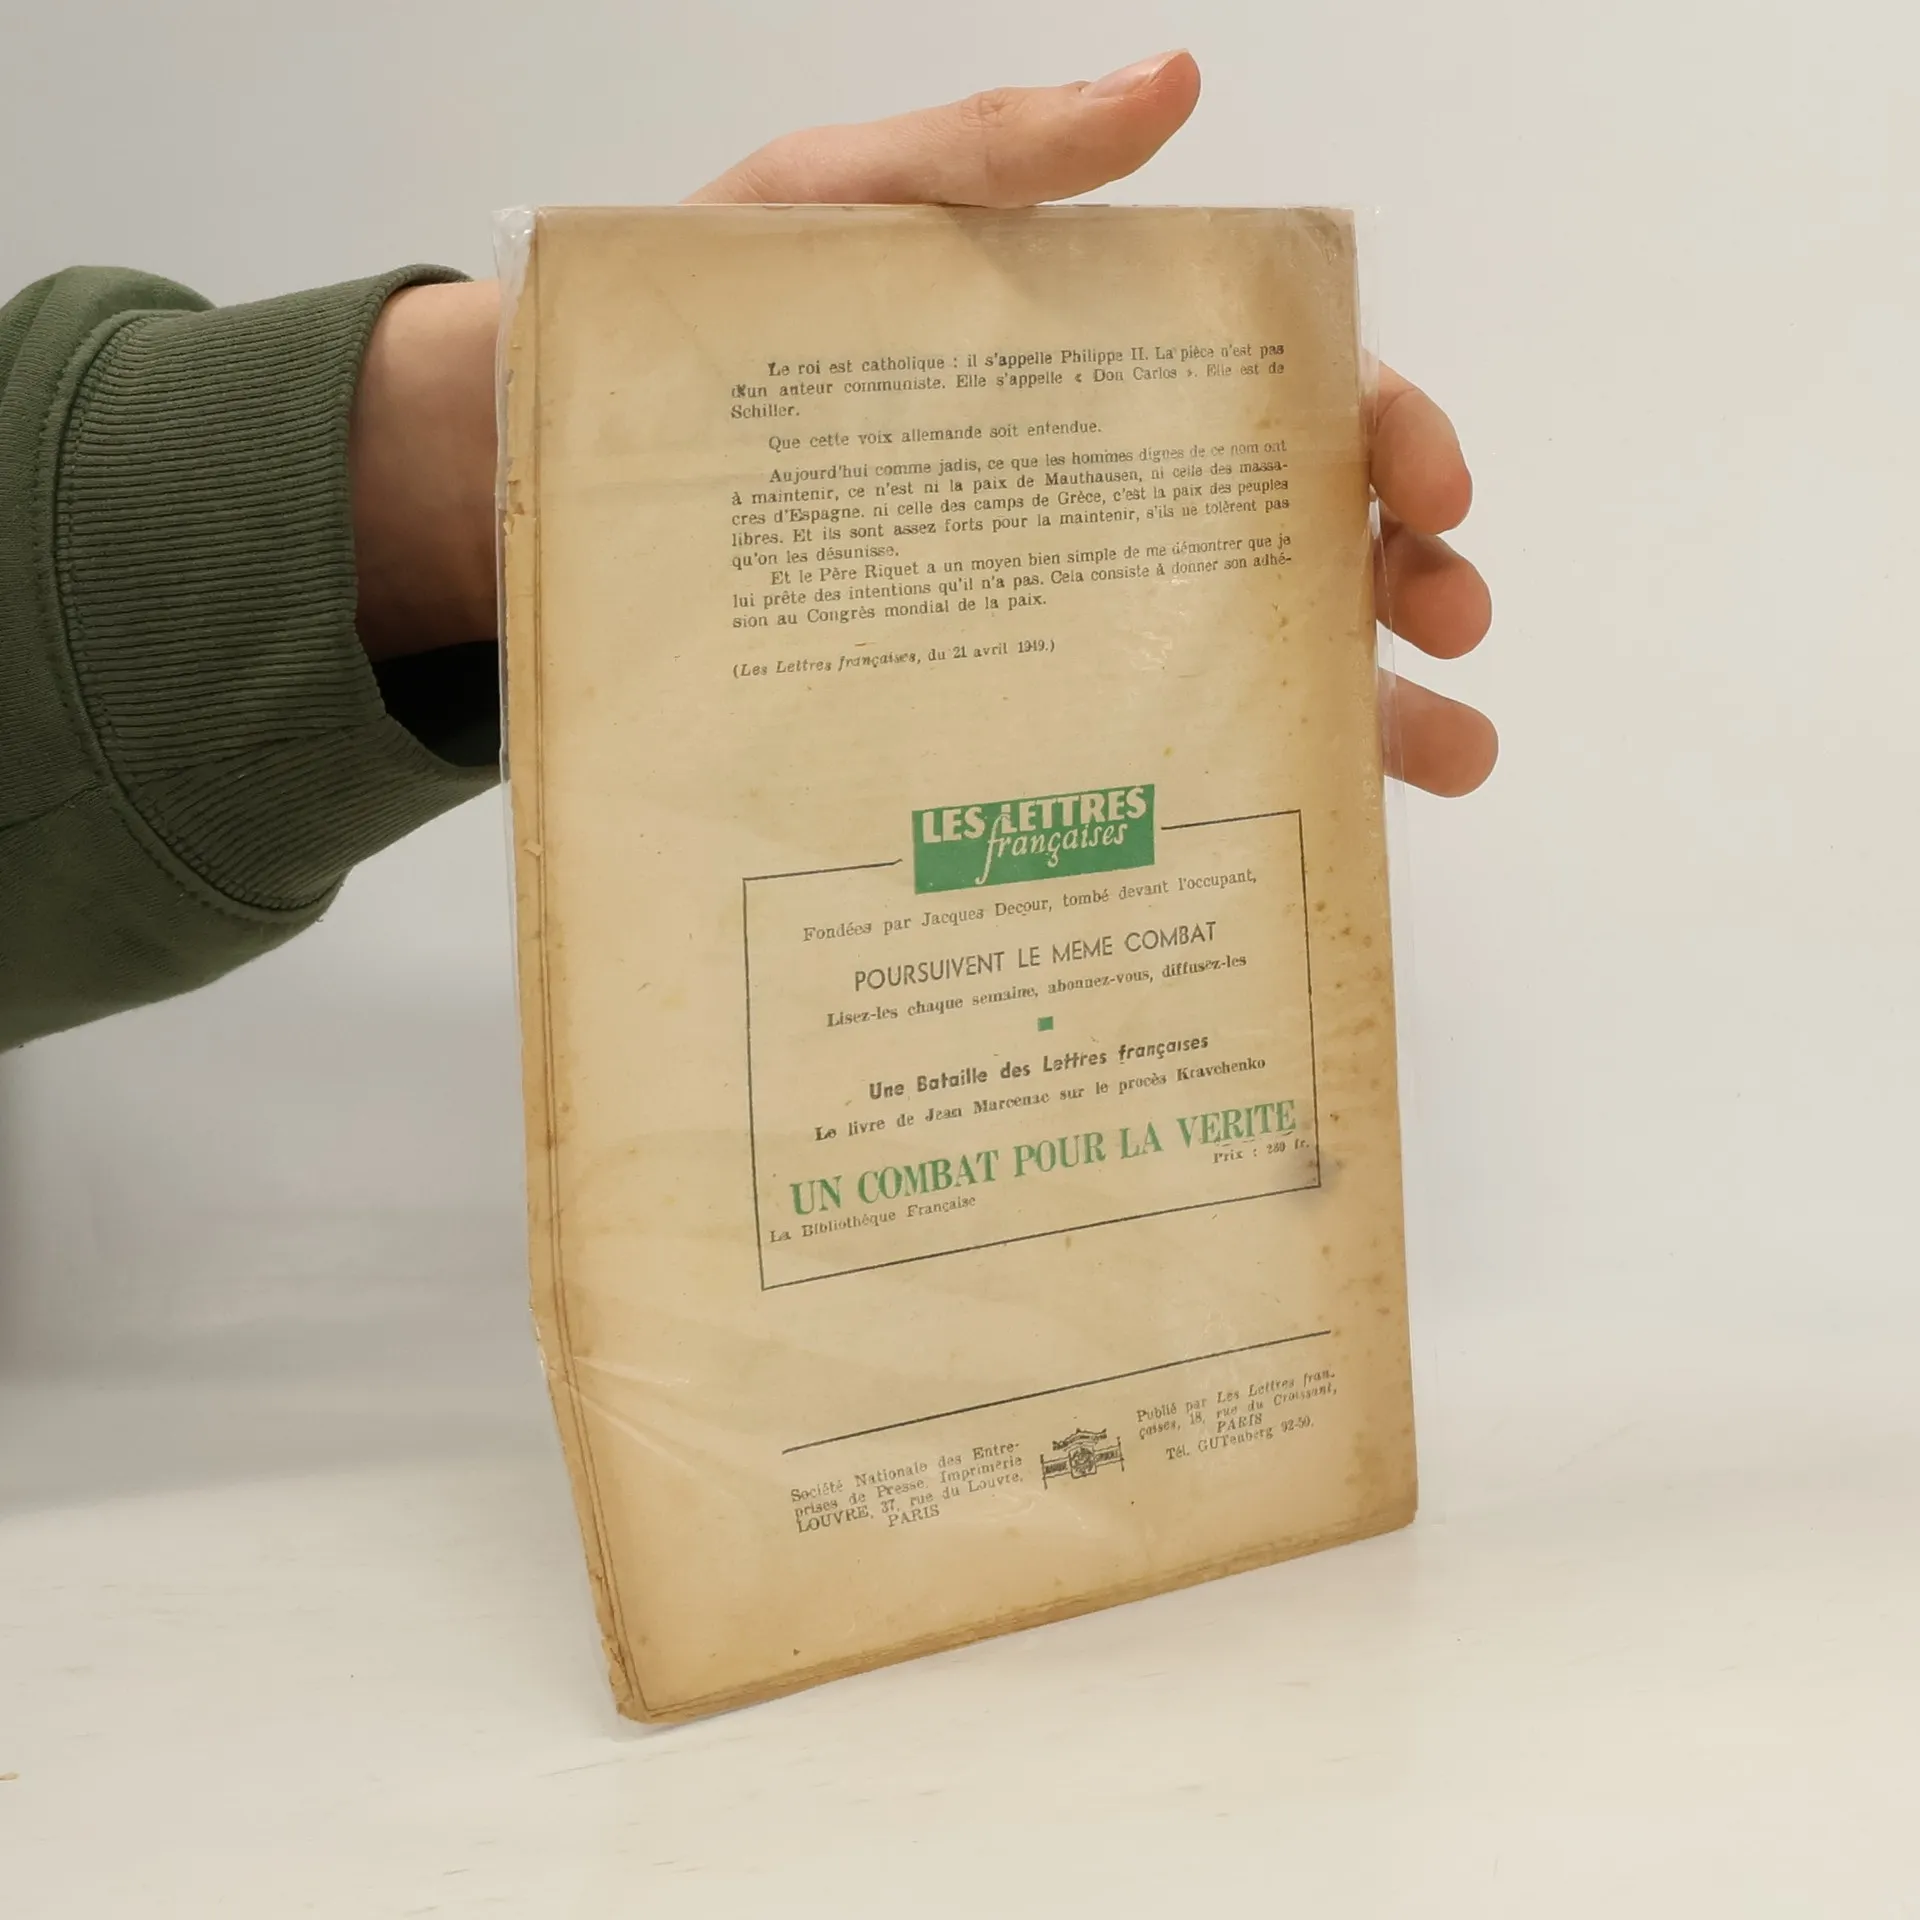 Le roi est catholique : il s'appelle Philippe II. La pièce n'est pas
d'un auteur communiste. Elle s'appelle « Don Carlos ». Elle est de
Schiller.
Que cette voix allemande soit entendue.
Aujourd'hui comme jadis, ce que les hommes dignes de ce nom ont
à maintenir, ce n'est ni la paix de Mauthausen, ni celle des massa-
cres d'Espagne. ni celle des camps de Grèce, c'est la paix des peuples
libres. Et ils sont assez forts pour la maintenir, s'ils ne tolèrent pas
qu'on les désunisse.
Et le Père Riquet a un moyen bien simple de me démontrer que je
lui prête des intentions qu'il n'a pas. Cela consiste à donner son adhé-
sion au Congrès mondial de la paix.
(Les Lettres françaises, du 21 avril 1949.)
LES LETTRES
françaises
Fondées par Jacques Decour, tombé devant l'occupant,
POURSUIVENT LE MEME COMBAT
Lisez-les chaque semaine, abonnez-vous, diffusez-les
Une Bataille des Lettres françaises
Le livre de Jean Marcenac sur le procès Kravchenko
UN COMBAT POUR LA VERITE
La Bibliothèque Française
Prix : fr.
Société Nationale des Entre-
prises de Presse. Imprimerie
LOUVRE, 37, rue du Louvre.
PARIS
Publié par Les Lettres fran-
çaises, 18, rue du Croissant,
PARIS
Tél. GUTenberg 92-50.